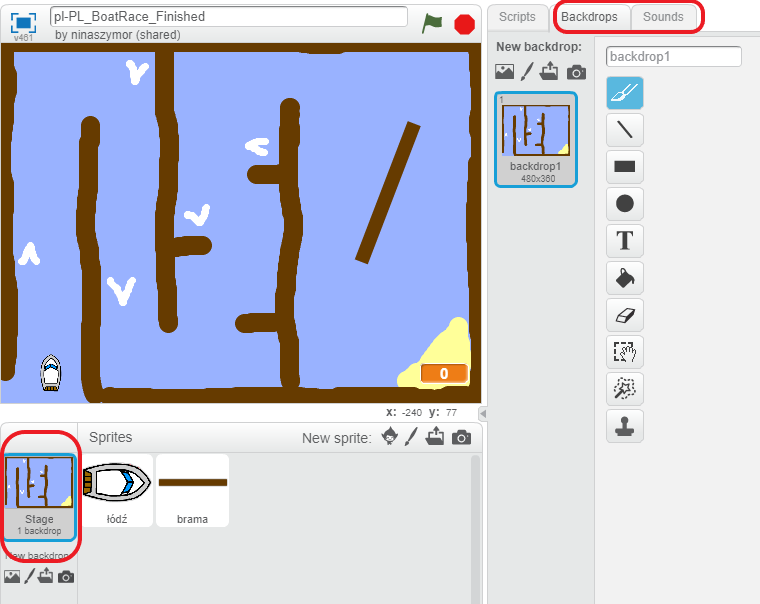 pl-PL_BoatRace_Finished
by ninaszymor (shared)
v461
0
x: -240 y: 77
Sprites
New sprite:
Stage
1 backdrop
New backdrop:
łódź
brama
Scripts
Backdrops
Sounds
New backdrop:
1
backdrop1
480x360
backdrop1
T